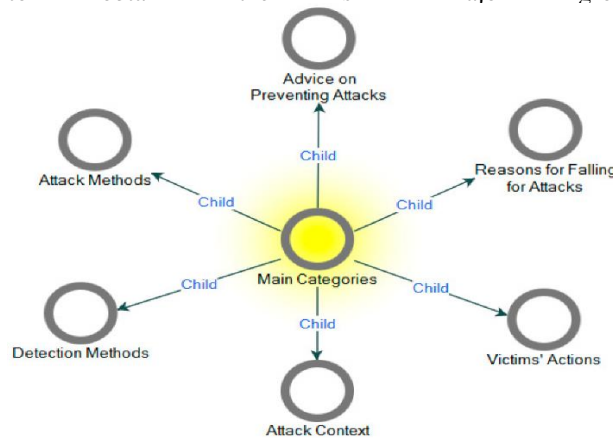 Advice on
Preventing Attacks
Child
Attack Methods
Reasons for Falling
for Attacks
Child
Child
Main Categories
Child
Child
Child
Detection Methods
Victims' Actions
Attack Context